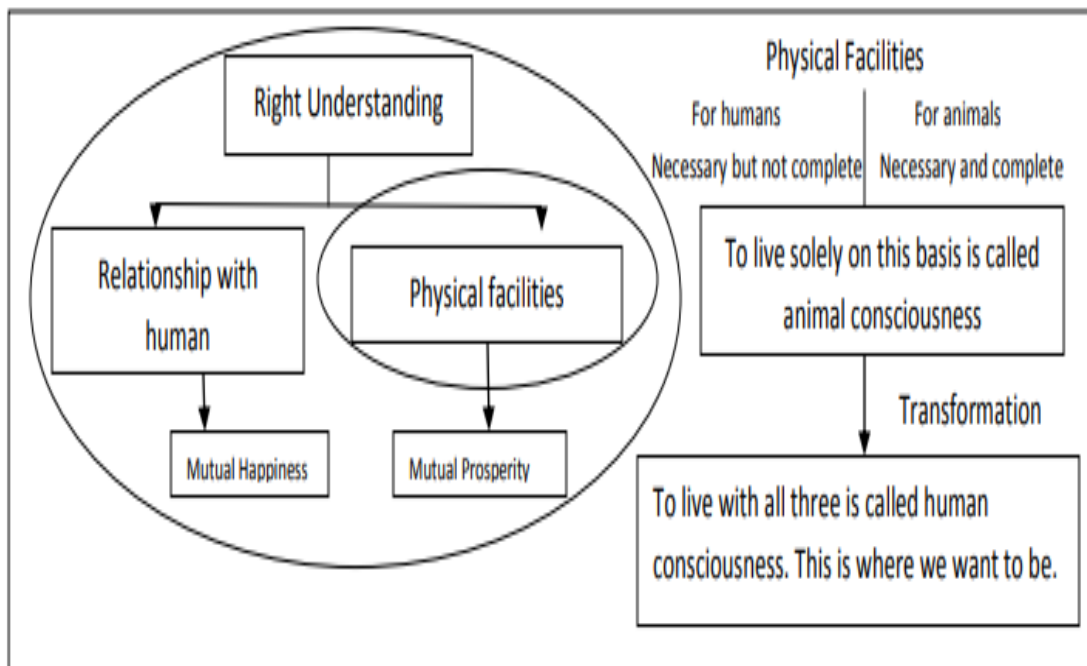 Right Understanding
Relationship with
human
Physical facilities
Mutual Happiness
Mutual Prosperity
Physical Facilities
For humans
For animals
Necessary but not complete
Necessary and complete
To live solely on this basis is called
animal consciousness
Transformation
To live with all three is called human
consciousness. This is where we want to be.